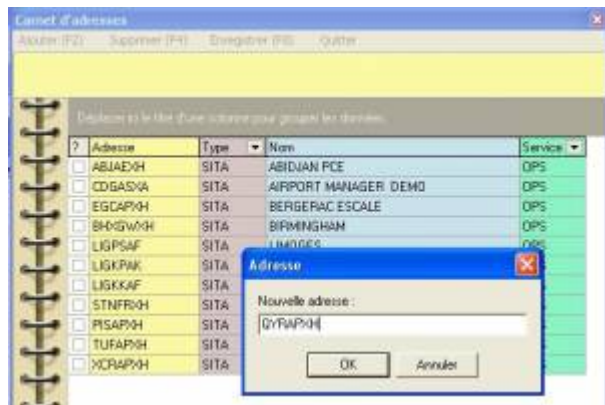 Carnet d'adresses
Ajouter (F2) Supprimer (F4) Enregistrer (F8) Quitter
Déplacer ici le titre d'une colonne pour grouper les données.
? Adresse Type Nom Service
ABJAEXH SITA ABIDJAN PCE OPS
CDGASXA SITA AIRPORT MANAGER DEMO OPS
EGCAPXH SITA BERGERAC ESCALE OPS
BHXGWXH SITA BIRMINGHAM OPS
LIGPSAF SITA LIMOGES OPS
LIGKPAK SITA
LIGKKAF SITA
STNFRXH SITA
PISAPXH SITA
TUFAPXH SITA
XCRAPXH SITA
Adresse
Nouvelle adresse :
QYRAPXH
OK Annuler